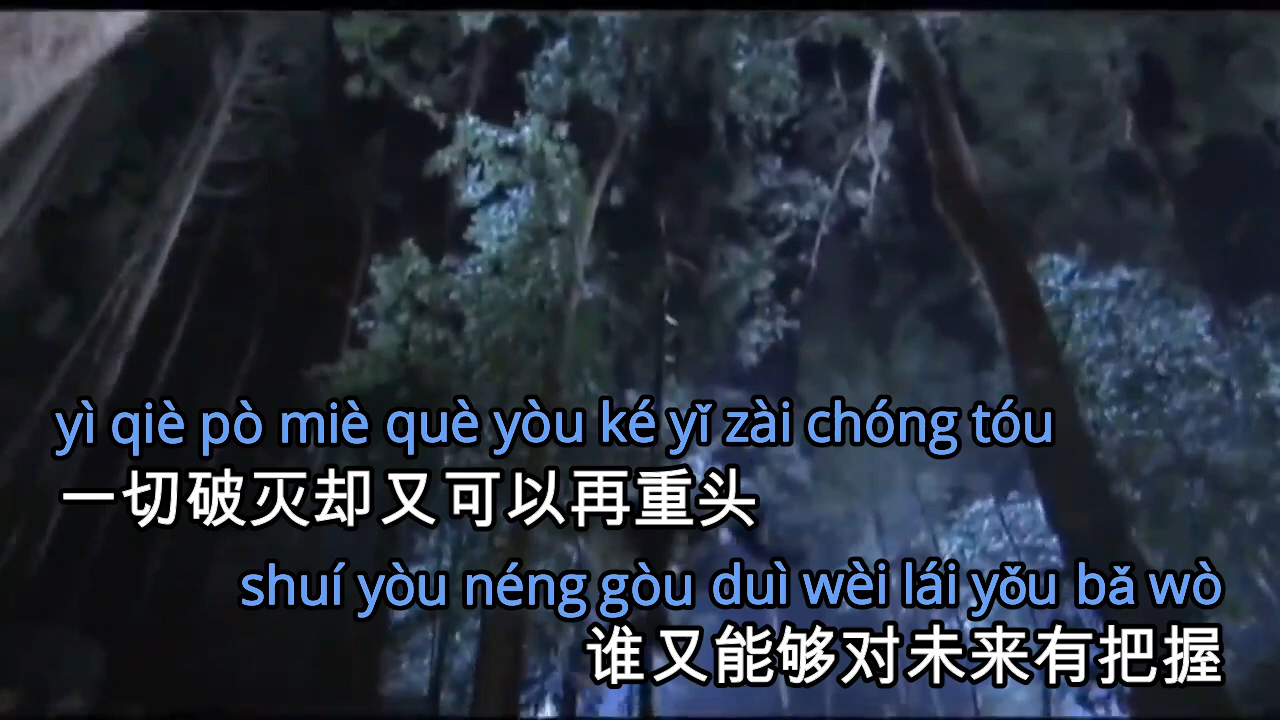 yì qiè pò miè què yòu ké yǐ zài chóng tóu
一切破灭却又可以再重头
shuí yòu néng gòu duì wèi lái yǒu bǎ wò
谁又能够对未来有把握